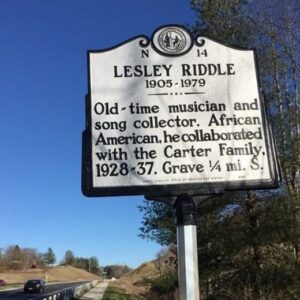 N 14
LESLEY RIDDLE
1905-1979
Old-time musician and
song collector. African
American, he collaborated
with the Carter Family,
1928-37. Grave ¼ mi. S.